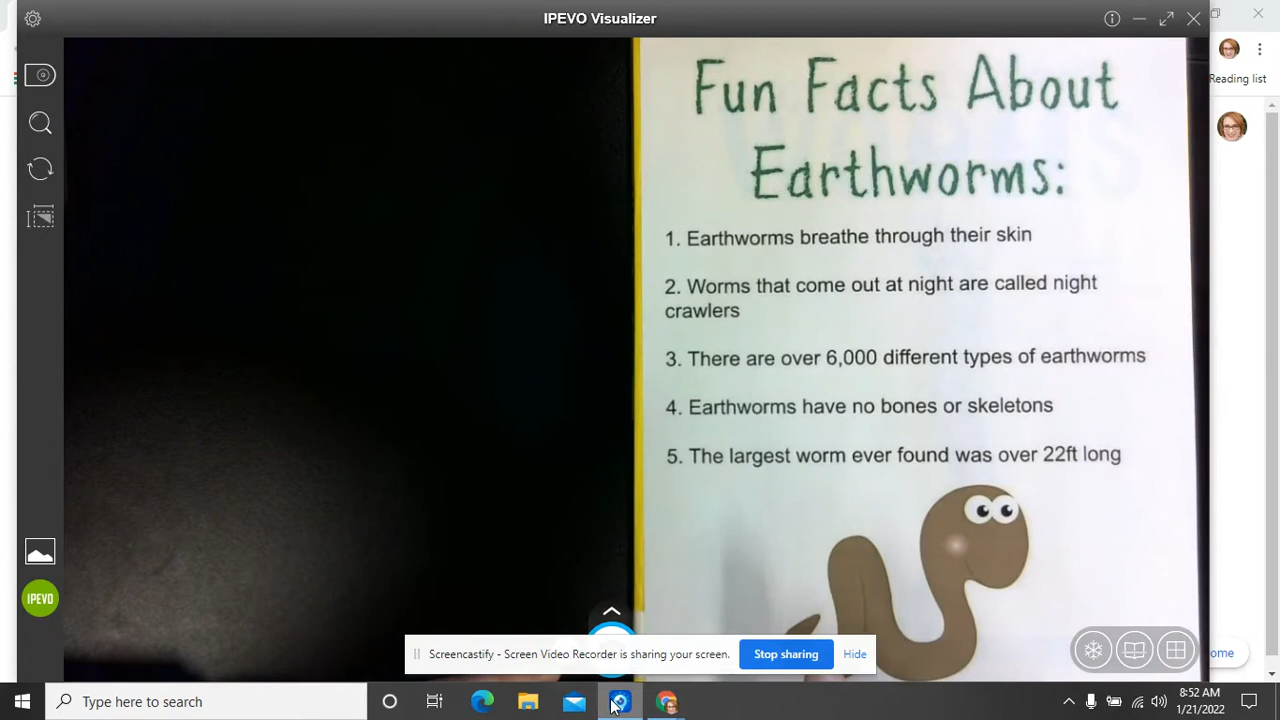 IPEVO Visualizer
Reading list
Fun Facts About
Earthworms:
1. Earthworms breathe through their skin
2. Worms that come out at night are called night
crawlers
3. There are over 6,000 different types of earthworms
4. Earthworms have no bones or skeletons
5. The largest worm ever found was over 22ft long
IPEVO
Screencastify - Screen Video Recorder is sharing your screen.
Stop sharing
Hide
ome
Type here to search
8:52 AM
1/21/2022